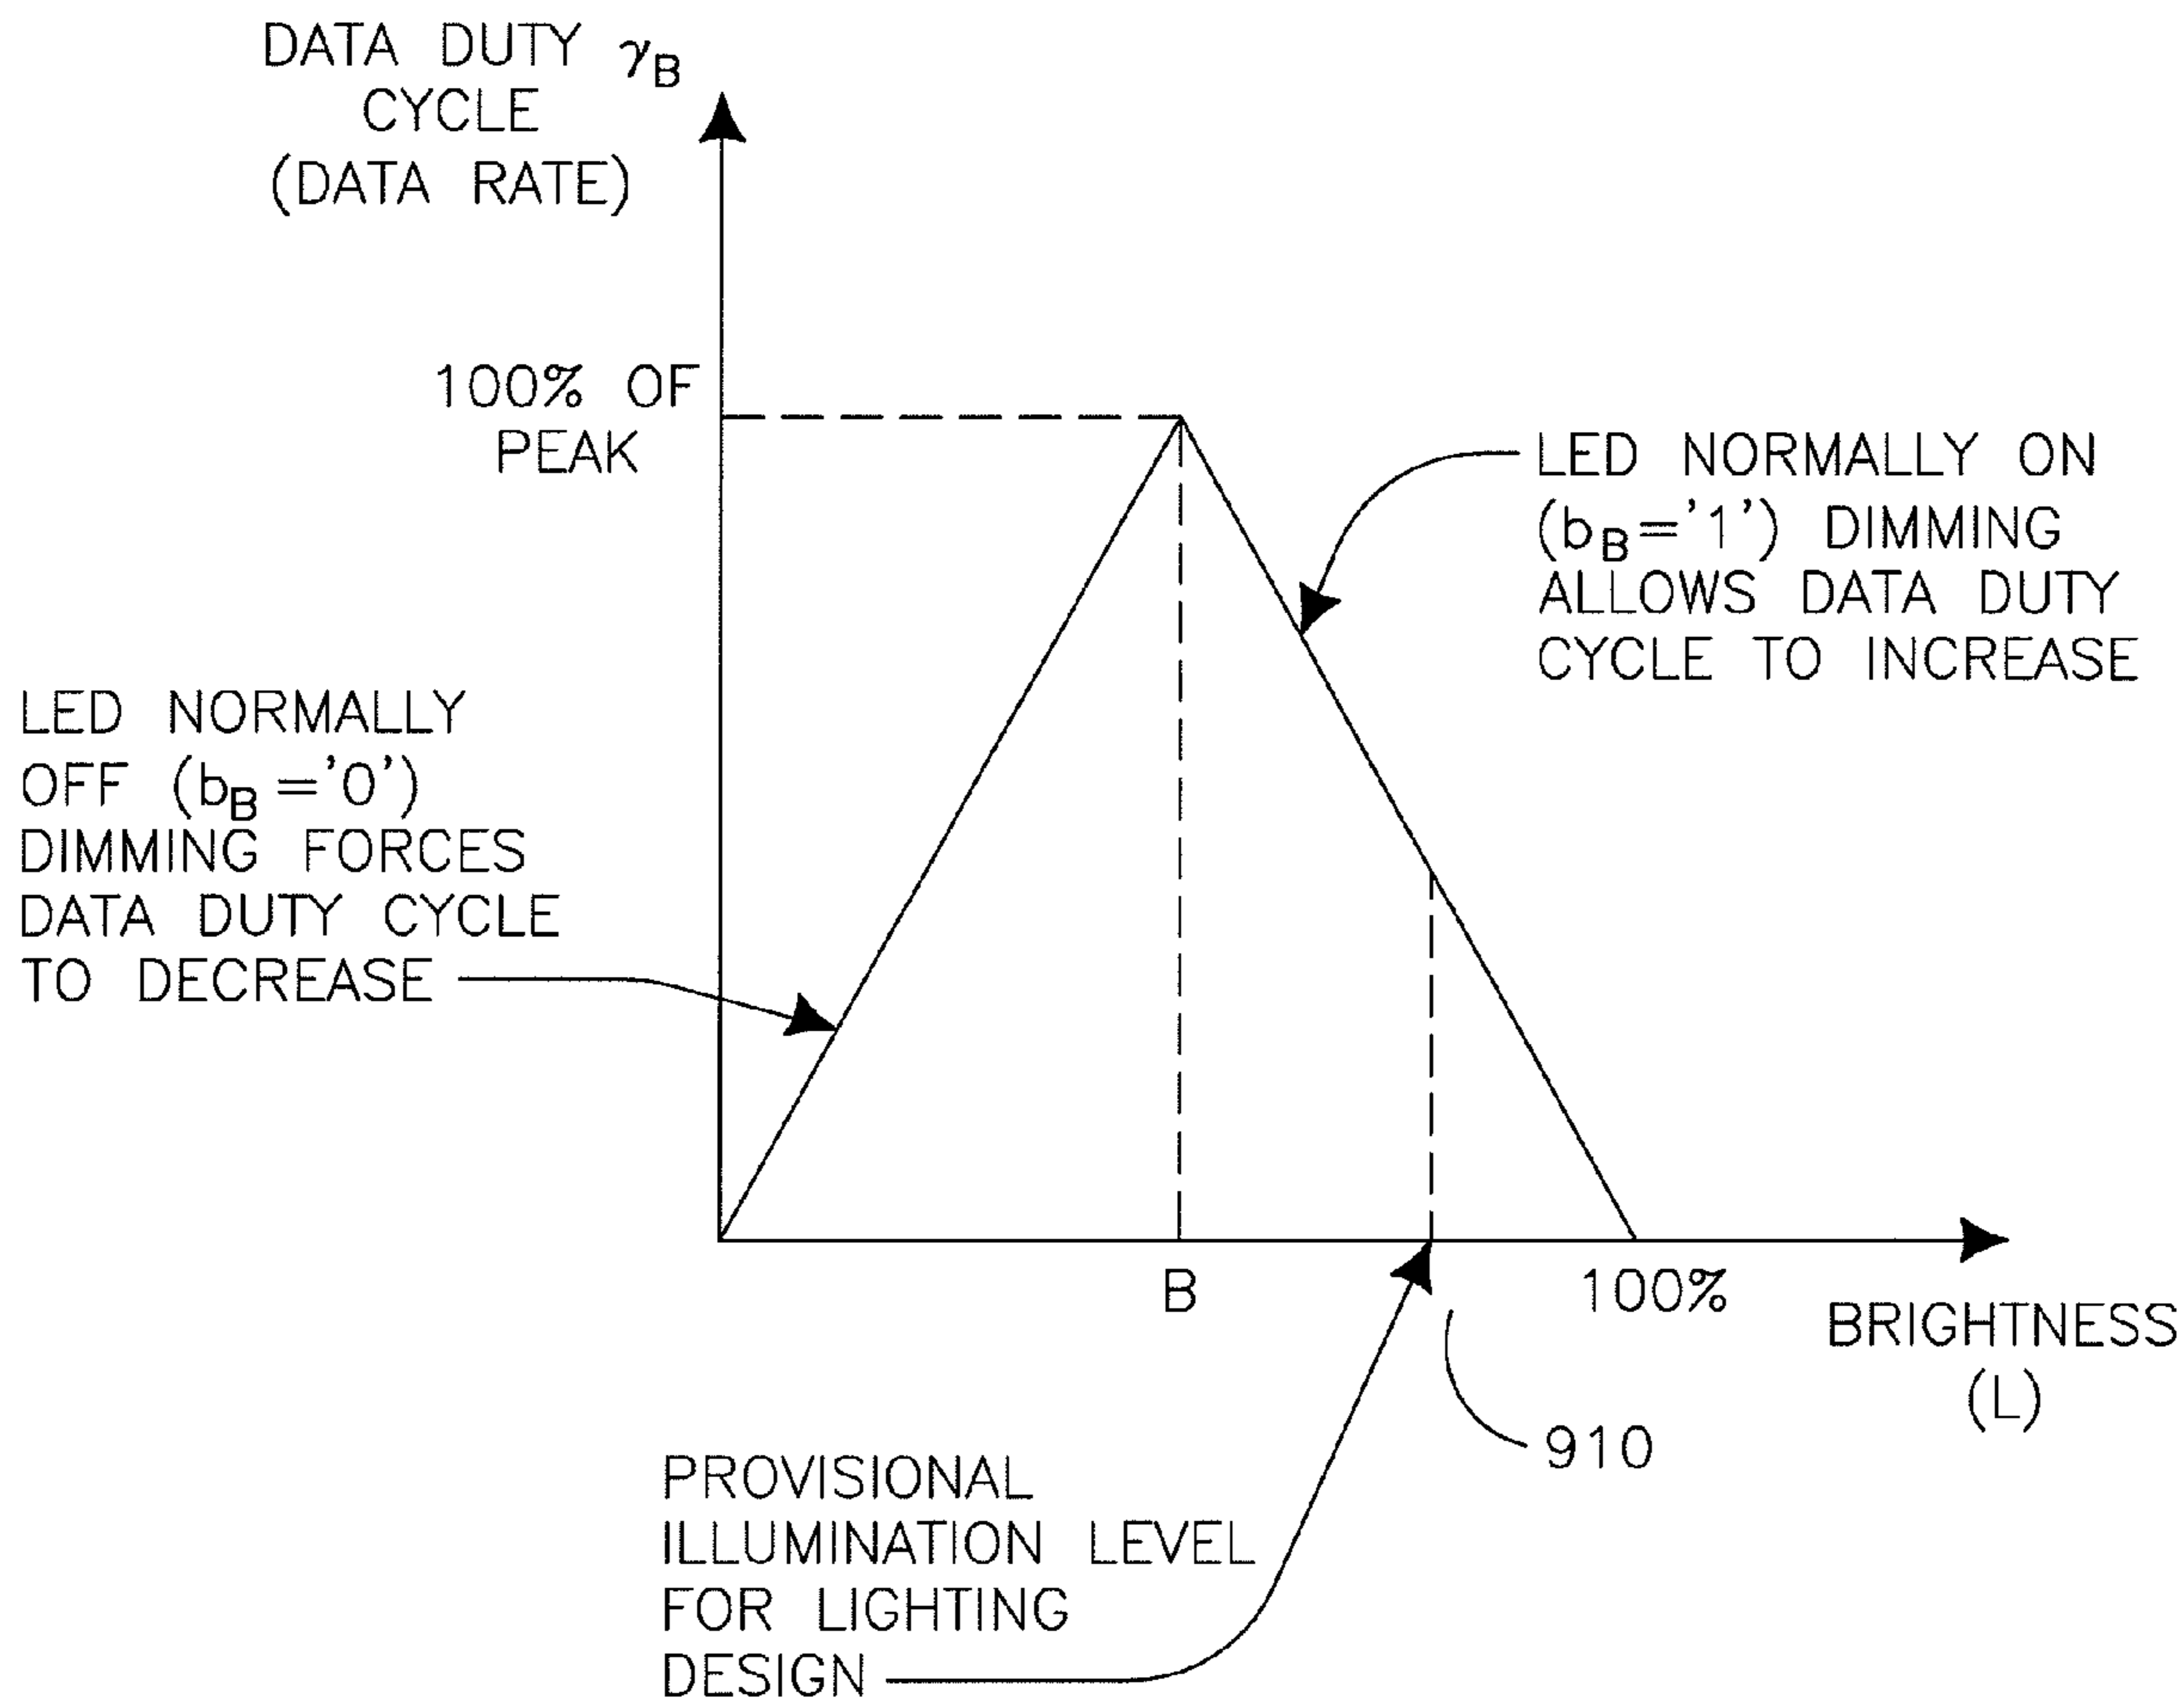 DATA DUTY γB
CYCLE
(DATA RATE)
100% OF
PEAK
LED NORMALLY ON
(bB='1') DIMMING
ALLOWS DATA DUTY
CYCLE TO INCREASE
LED NORMALLY
OFF (bB='0')
DIMMING FORCES
DATA DUTY CYCLE
TO DECREASE
B
100%
BRIGHTNESS
(L)
910
PROVISIONAL
ILLUMINATION LEVEL
FOR LIGHTING
DESIGN